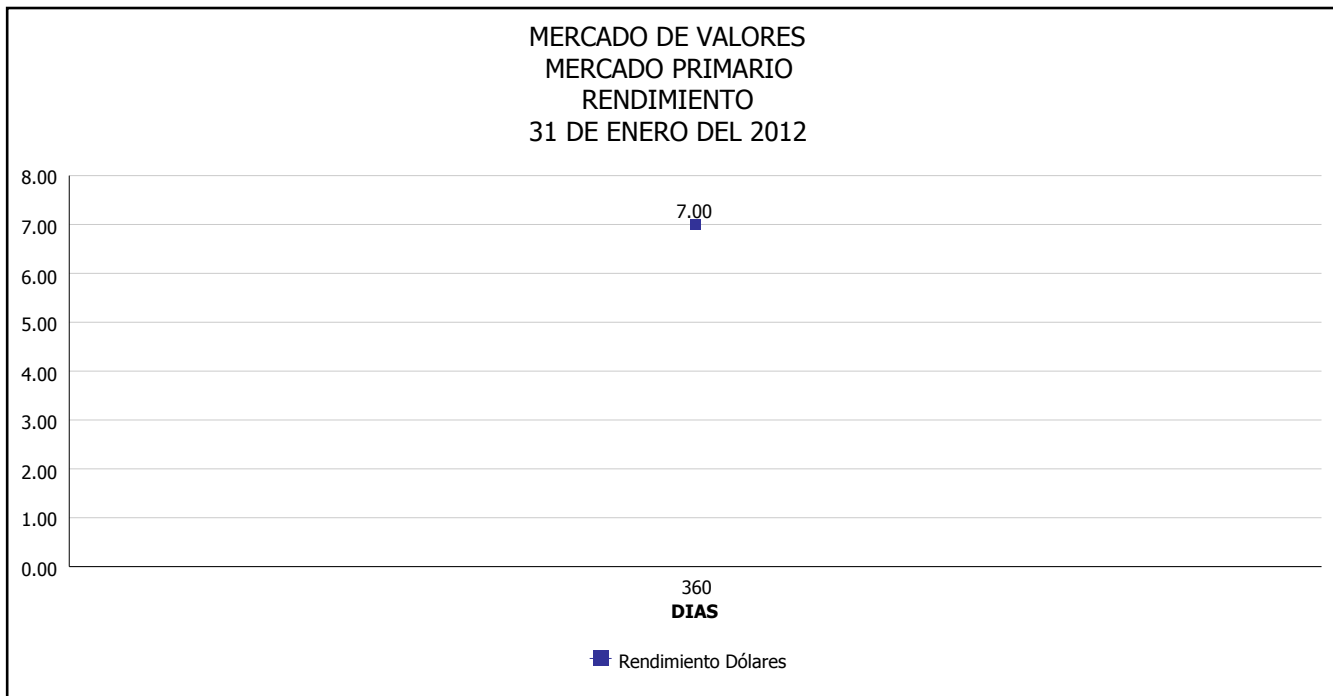 MERCADO DE VALORES
MERCADO PRIMARIO
RENDIMIENTO
31 DE ENERO DEL 2012
8.00
7.00
7.00
6.00
5.00
4.00
3.00
2.00
1.00
0.00
360
DIAS
Rendimiento Dólares